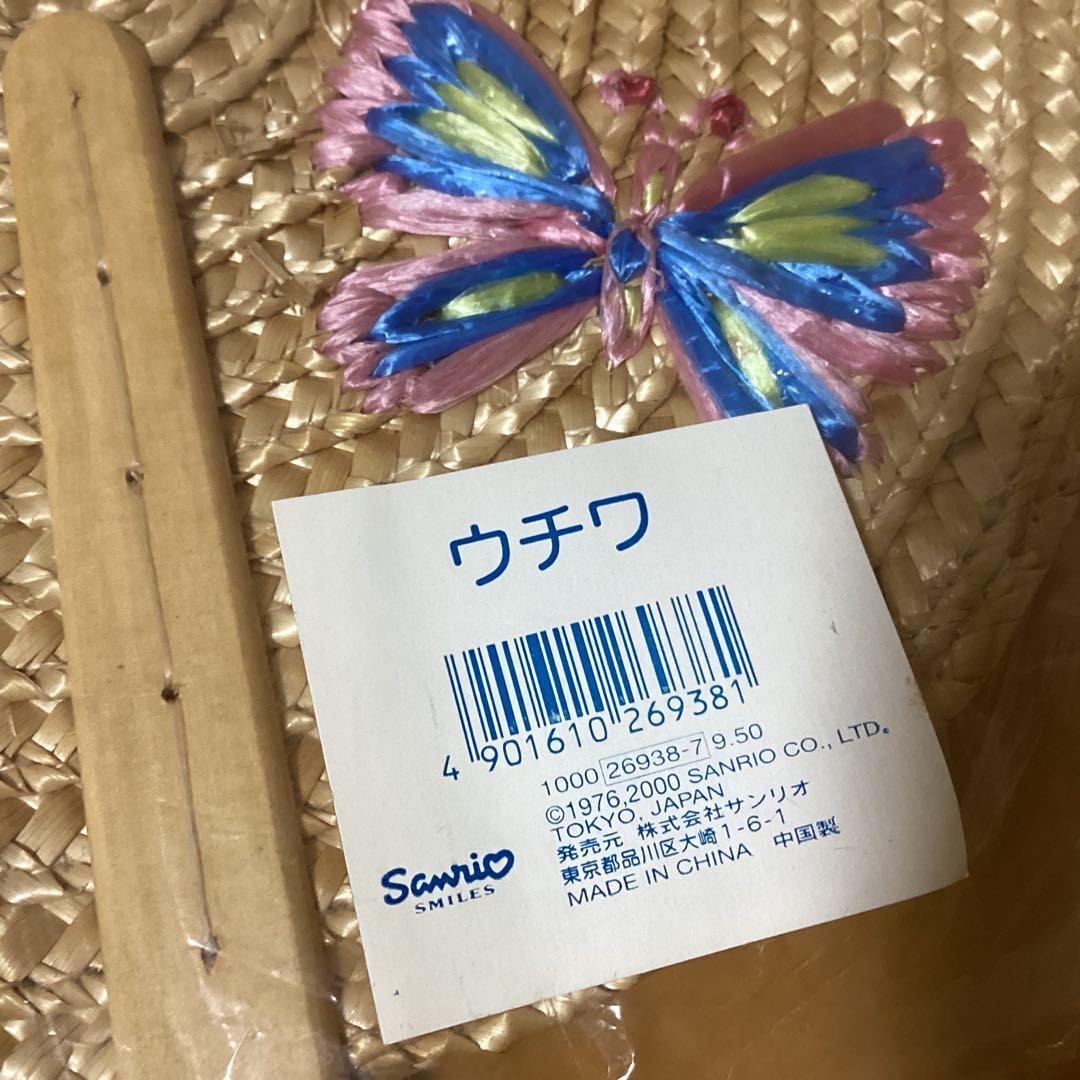 ウチワ
4 901610 269381
1000 26938-7 9.50
©1976,2000 SANRIO CO., LTD.
TOKYO, JAPAN
発売元 株式会社サンリオ
東京都品川区大崎1-6-1
MADE IN CHINA 中国製
Sanrio
SMILES